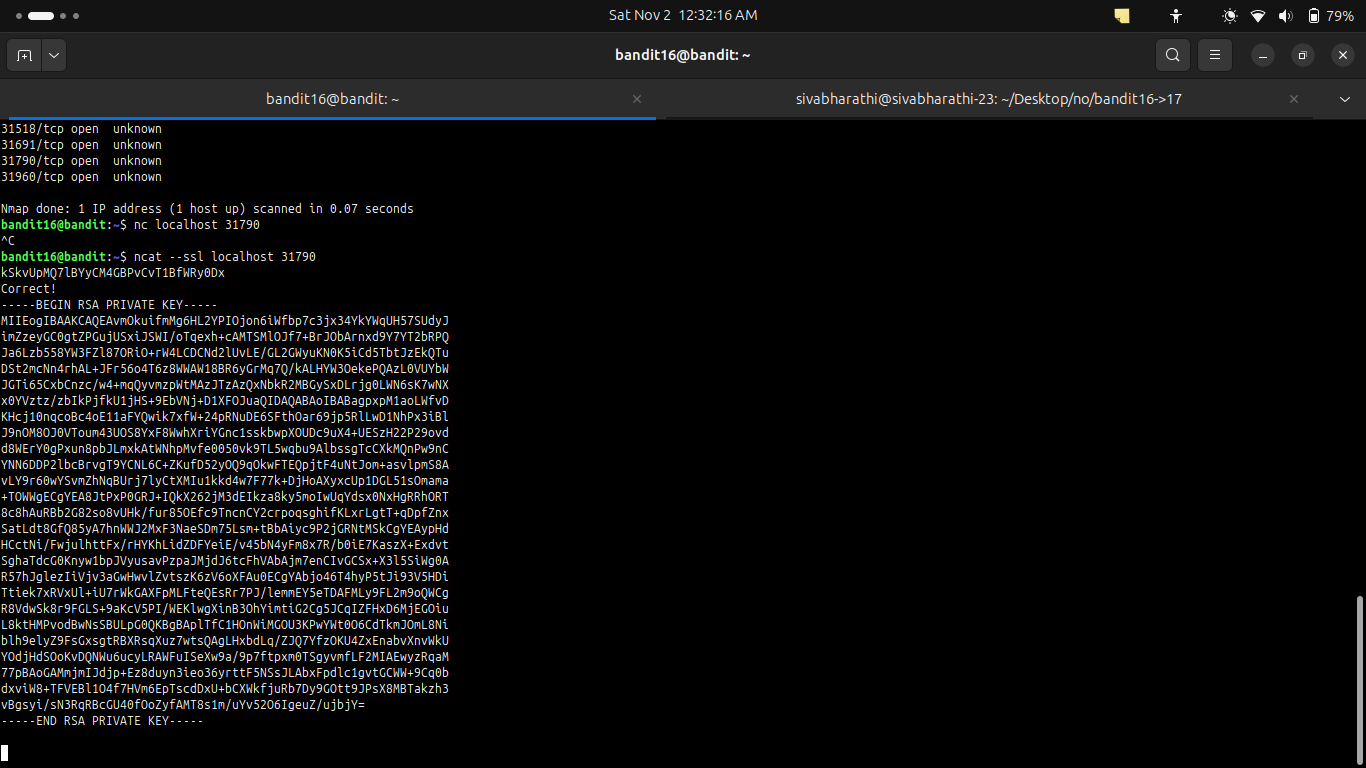 Sat Nov 2 12:32:16 AM
79%
bandit16@bandit: ~
bandit16@bandit: ~
sivabharathi@sivabharathi-23: ~/Desktop/no/bandit16->17
31518/tcp open  unknown
31691/tcp open  unknown
31790/tcp open  unknown
31960/tcp open  unknown
Nmap done: 1 IP address (1 host up) scanned in 0.07 seconds
bandit16@bandit:~$ nc localhost 31790
^C
bandit16@bandit:~$ ncat --ssl localhost 31790
kSkvUpMQ7lBYyCM4GBPvCvT1BfWRy0Dx
Correct!
-----BEGIN RSA PRIVATE KEY-----
MIIEogIBAAKCAQEAvmOkuifmMg6HL2YPIOjon6iWfbp7c3jx34YkYWqUH57SUdyJ
imZzeyGC0gtZPGujUSxiJSWI/oTqexh+cAMTSMlOJf7+BrJObArnxd9Y7YT2bRPQ
Ja6Lzb558YW3FZl87ORiO+rW4LCDCNd2lUvLE/GL2GWyuKN0K5iCd5TbtJzEkQTu
DSt2mcNn4rhAL+JFr56o4T6z8WWAW18BR6yGrMq7Q/kALHYW3OekePQAzL0VUYbW
JGTi65CxbCnzc/w4+mqQyvmzpWtMAzJTzAzQxNbkR2MBGySxDLrjg0LWN6sK7wNX
x0YVztz/zbIkPjfkU1jHS+9EbVNj+D1XFOJuaQIDAQABAoIBABagpxpM1aoLWfvD
KHcj10nqcoBc4oE11aFYQwik7xfW+24pRNuDE6SFthOar69jp5RlLwD1NhPx3iBl
J9nOM8OJ0VToum43UOS8YxF8WwhXriYGnc1sskbwpXOUDc9uX4+UESzH22P29ovd
d8WErY0gPxun8pbJLmxkAtWNhpMvfe0050vk9TL5wqbu9AlbssgTcCXkMQnPw9nC
YNN6DDP2lbcBrvgT9YCNL6C+ZKufD52yOQ9qOkwFTEQpjtF4uNtJom+asvlpmS8A
vLY9r60wYSvmZhNqBUrj7lyCtXMIu1kkd4w7F77k+DjHoAXyxcUp1DGL51sOmama
+TOWWgECgYEA8JtPxP0GRJ+IQkX262jM3dEIkza8ky5moIwUqYdsx0NxHgRRhORT
8c8hAuRBb2G82so8vUHk/fur85OEfc9TncnCY2crpoqsghifKLxrLgtT+qDpfZnx
SatLdt8GfQ85yA7hnWWJ2MxF3NaeSDm75Lsm+tBbAiyc9P2jGRNtMSkCgYEAypHd
HCctNi/FwjulhttFx/rHYKhLidZDFYeiE/v45bN4yFm8x7R/b0iE7KaszX+Exdvt
SghaTdcG0Knyw1bpJVyusavPzpaJMjdJ6tcFhVAbAjm7enCIvGCSx+X3l5SiWg0A
R57hJglezIiVjv3aGwHwvlZvtszK6zV6oXFAu0ECgYAbjo46T4hyP5tJi93V5HDi
Ttiek7xRVxUl+iU7rWkGAXFpMLFteQEsRr7PJ/lemmEY5eTDAFMLy9FL2m9oQWCg
R8VdwSk8r9FGLS+9aKcV5PI/WEKlwgXinB3OhYimtiG2Cg5JCqIZFHxD6MjEGOiu
L8ktHMPvodBwNsSBULpG0QKBgBAplTfC1HOnWiMGOU3KPwYWt0O6CdTkmJOmL8Ni
blh9elyZ9FsGxsgtRBXRsqXuz7wtsQAgLHxbdLq/ZJQ7YfzOKU4ZxEnabvXnvWkU
YOdjHdSOoKvDQNWu6ucyLRAWFuISeXw9a/9p7ftpxm0TSgyvmfLF2MIAEwyzRqaM
77pBAoGAMmjmIJdjp+Ez8duyn3ieo36yrttF5NSsJLAbxFpdlc1gvtGCWW+9Cq0b
dxviW8+TFVEBl1O4f7HVm6EpTscdDxU+bCXWkfjuRb7Dy9GOtt9JPsX8MBTakzh3
vBgsyi/sN3RqRBcGU40fOoZyfAMT8s1m/uYv52O6IgeuZ/ujbjY=
-----END RSA PRIVATE KEY-----